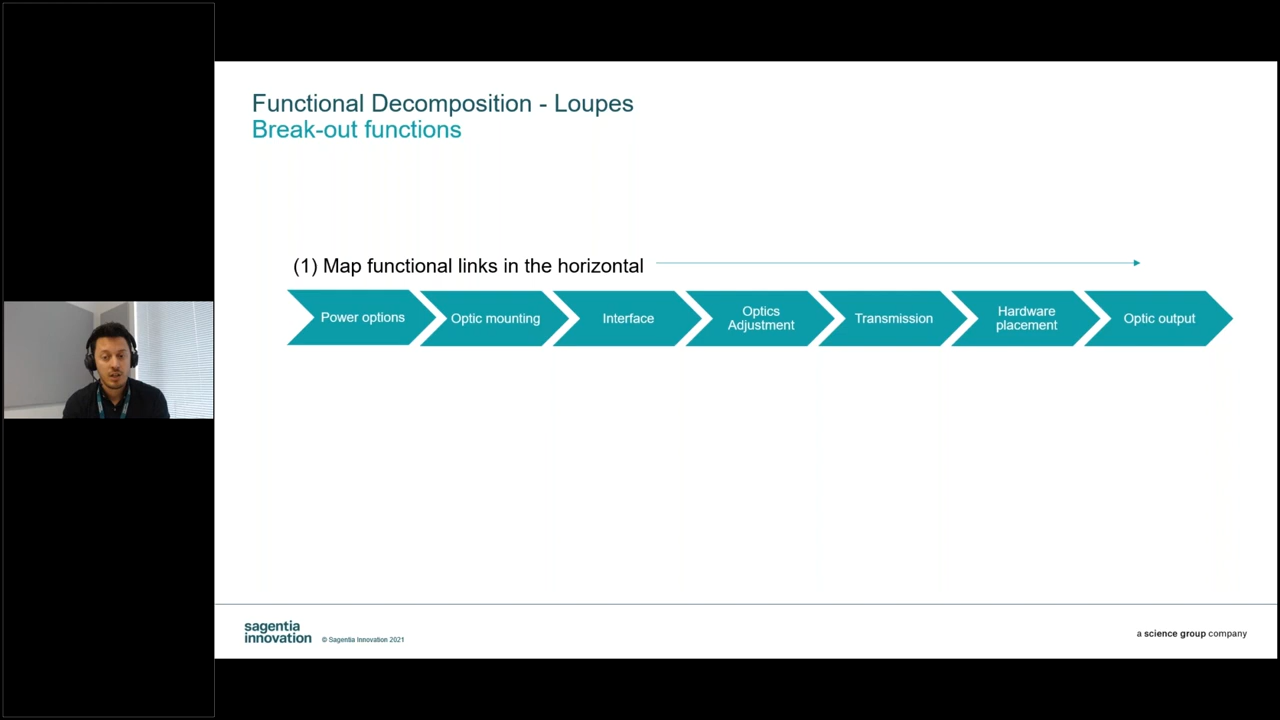 Functional Decomposition - Loupes
Break-out functions
(1) Map functional links in the horizontal
Power options
Optic mounting
Interface
Optics
Adjustment
Transmission
Hardware
placement
Optic output
sagentia
innovation
© Sagentia Innovation 2021
a science group company